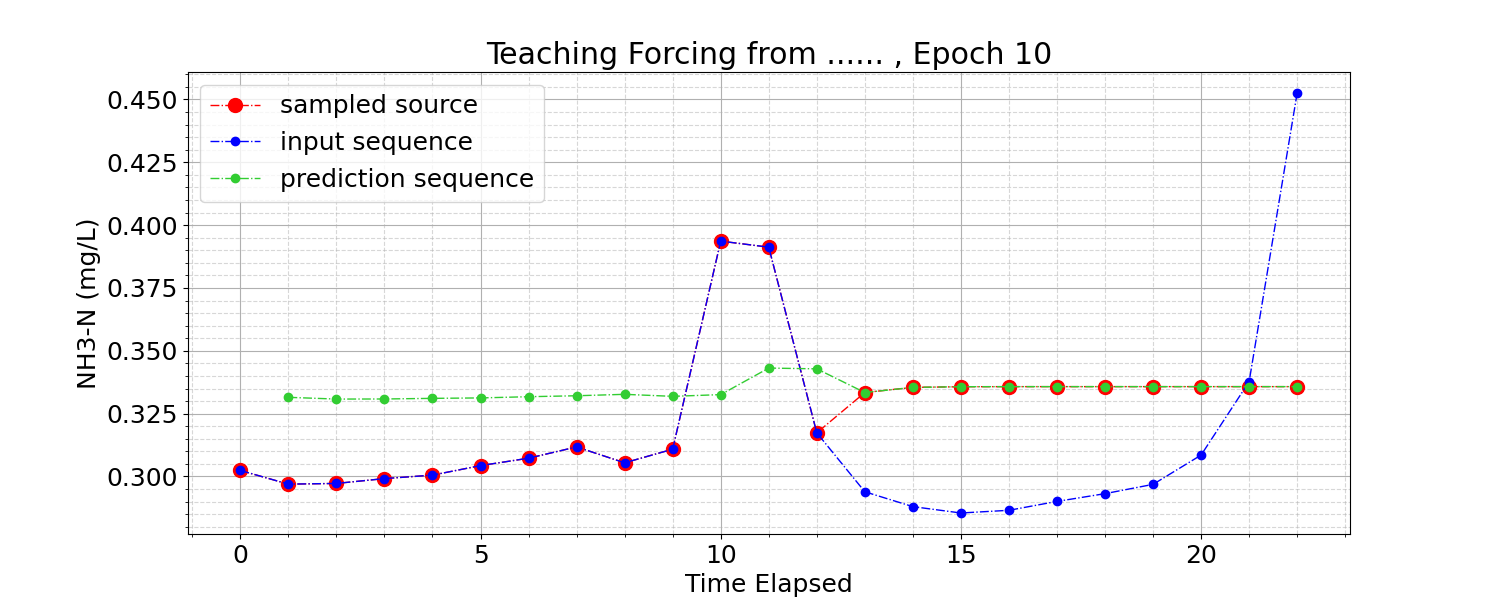 Teaching Forcing from ...... , Epoch 10
sampled source
input sequence
prediction sequence
NH3-N (mg/L)
0.450
0.425
0.400
0.375
0.350
0.325
0.300
0 5 10 15 20
Time Elapsed